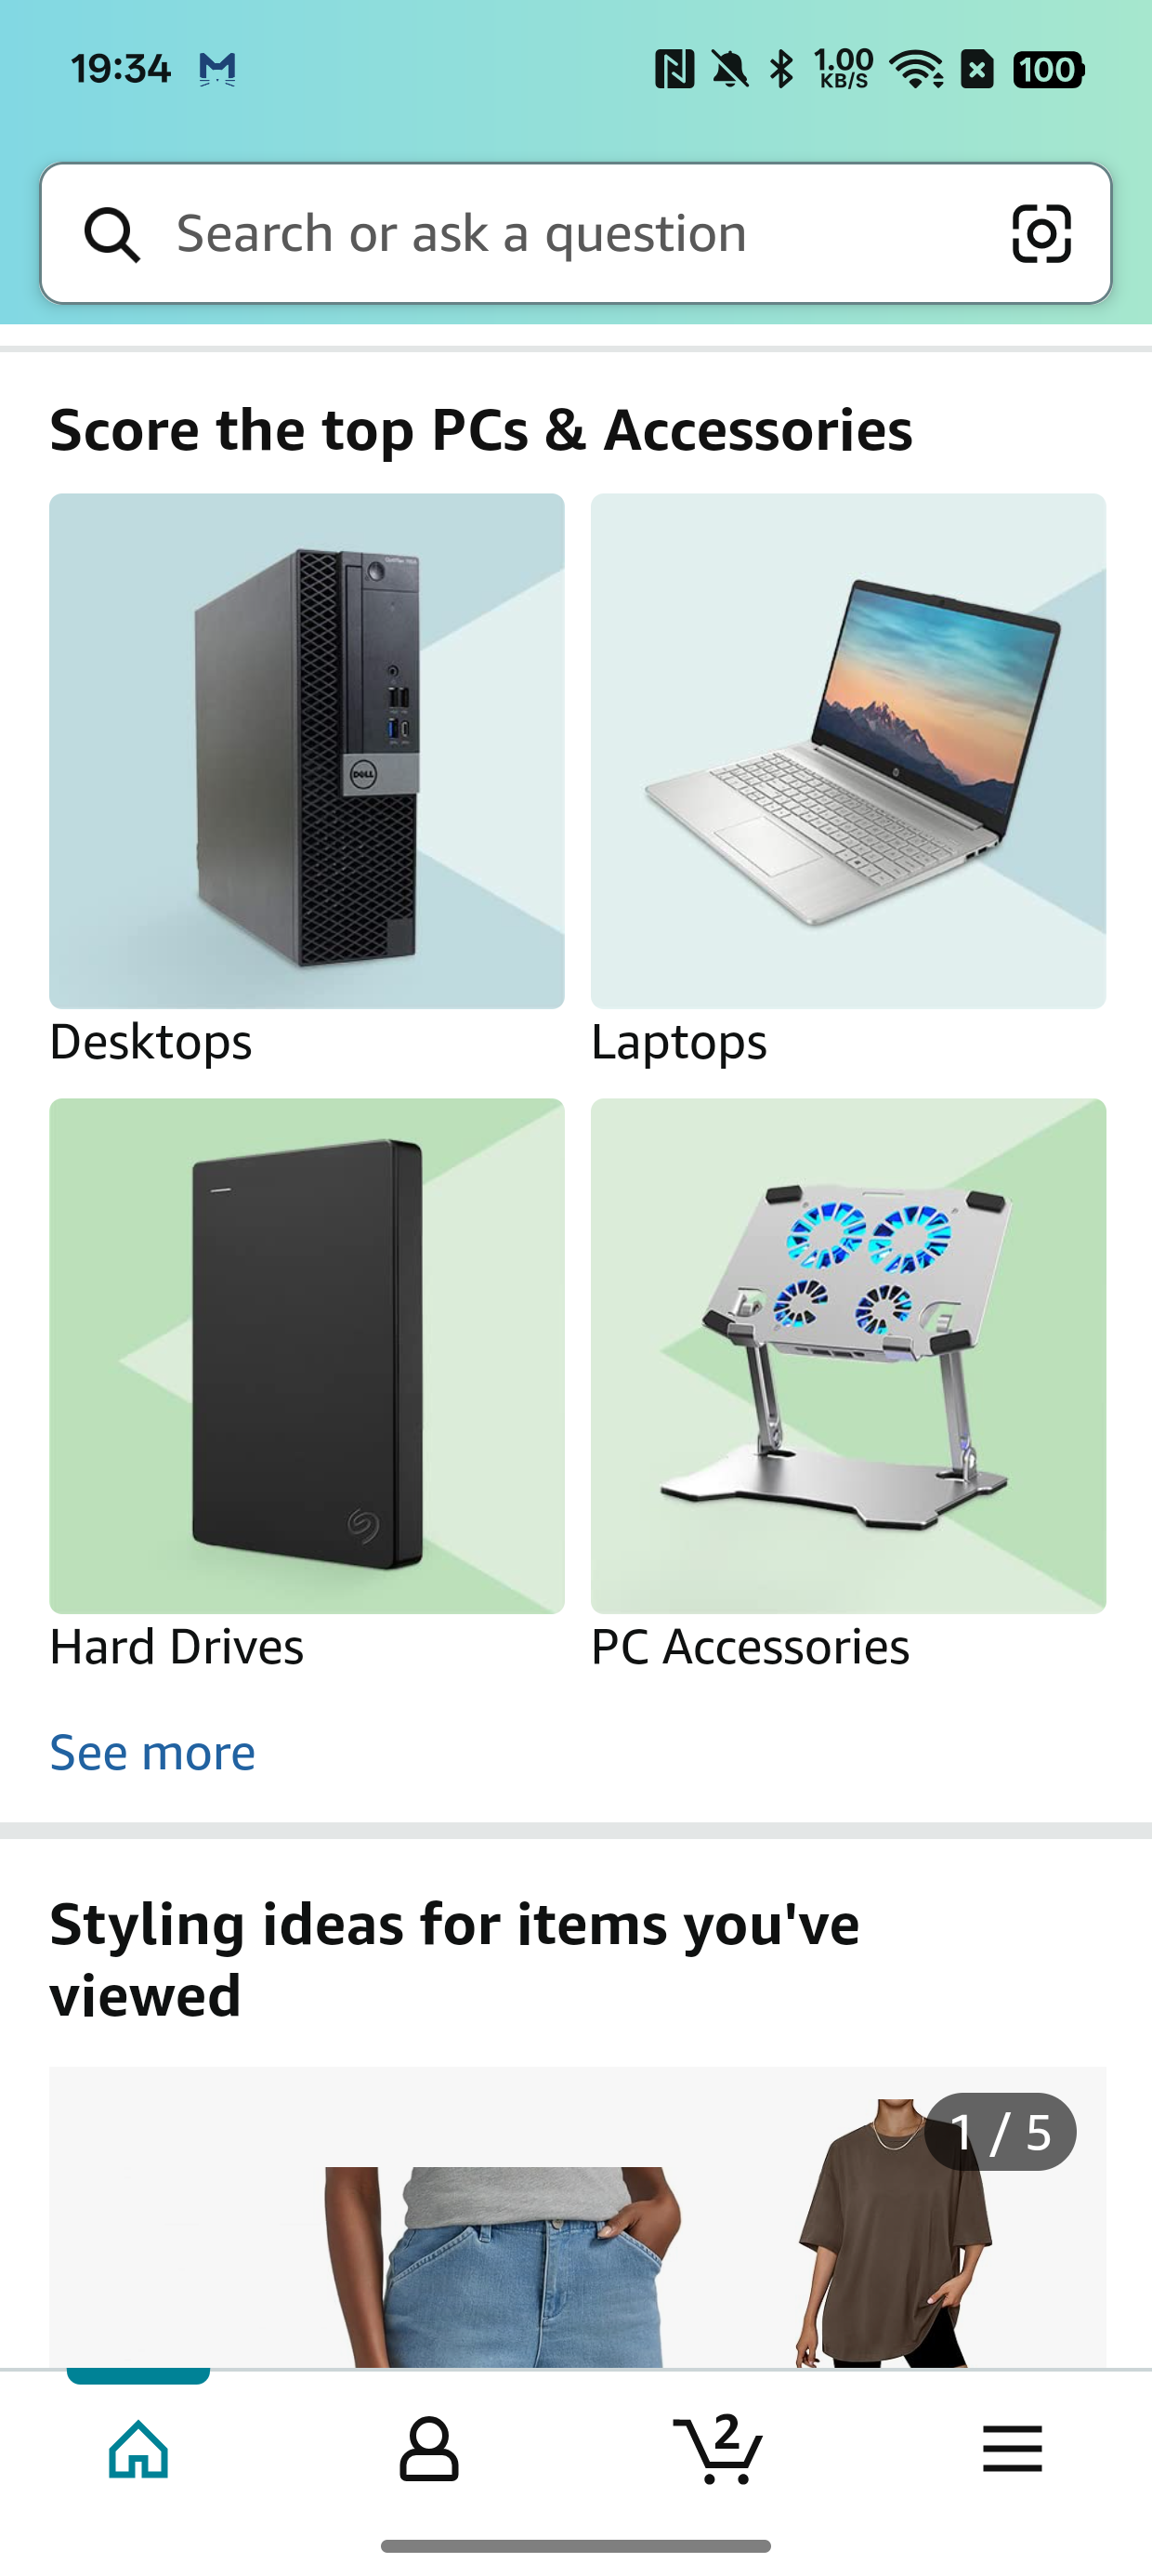 19:34
1.00
KB/S
100
Search or ask a question
Score the top PCs & Accessories
DELL
Desktops
Laptops
Hard Drives
PC Accessories
See more
Styling ideas for items you've
viewed
1 / 5
2